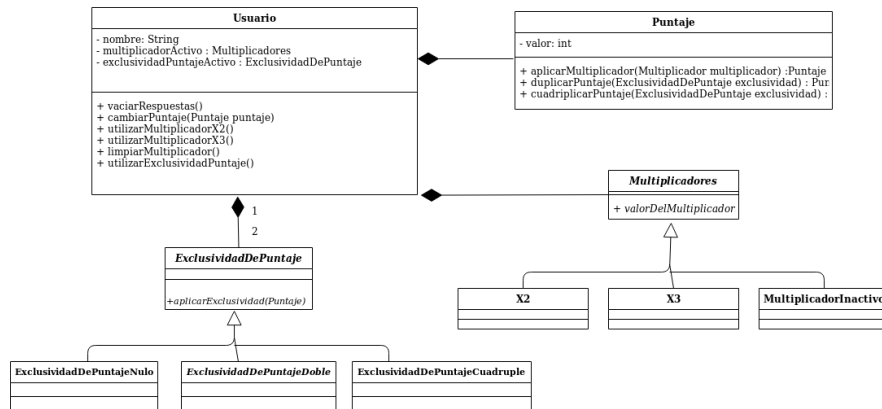 Usuario
- nombre: String
- multiplicadorActivo : Multiplicadores
- exclusividadPuntajeActivo : ExclusividadDePuntaje
+ vaciarRespuestas()
+ cambiarPuntaje(Puntaje puntaje)
+ utilizarMultiplicadorX2()
+ utilizarMultiplicadorX3()
+ limpiarMultiplicador()
+ utilizarExclusividadPuntaje()
Puntaje
- valor: int
+ aplicarMultiplicador(Multiplicador multiplicador) :Puntaje
+ duplicarPuntaje(ExclusividadDePuntaje exclusividad) : Pun
+ cuadriplicarPuntaje(ExclusividadDePuntaje exclusividad) :
Multiplicadores
+ valorDelMultiplicador
1
2
ExclusividadDePuntaje
+aplicarExclusividad(Puntaje)
X2
X3
MultiplicadorInactivo
ExclusividadDePuntajeNulo
ExclusividadDePuntajeDoble
ExclusividadDePuntajeCuadruple